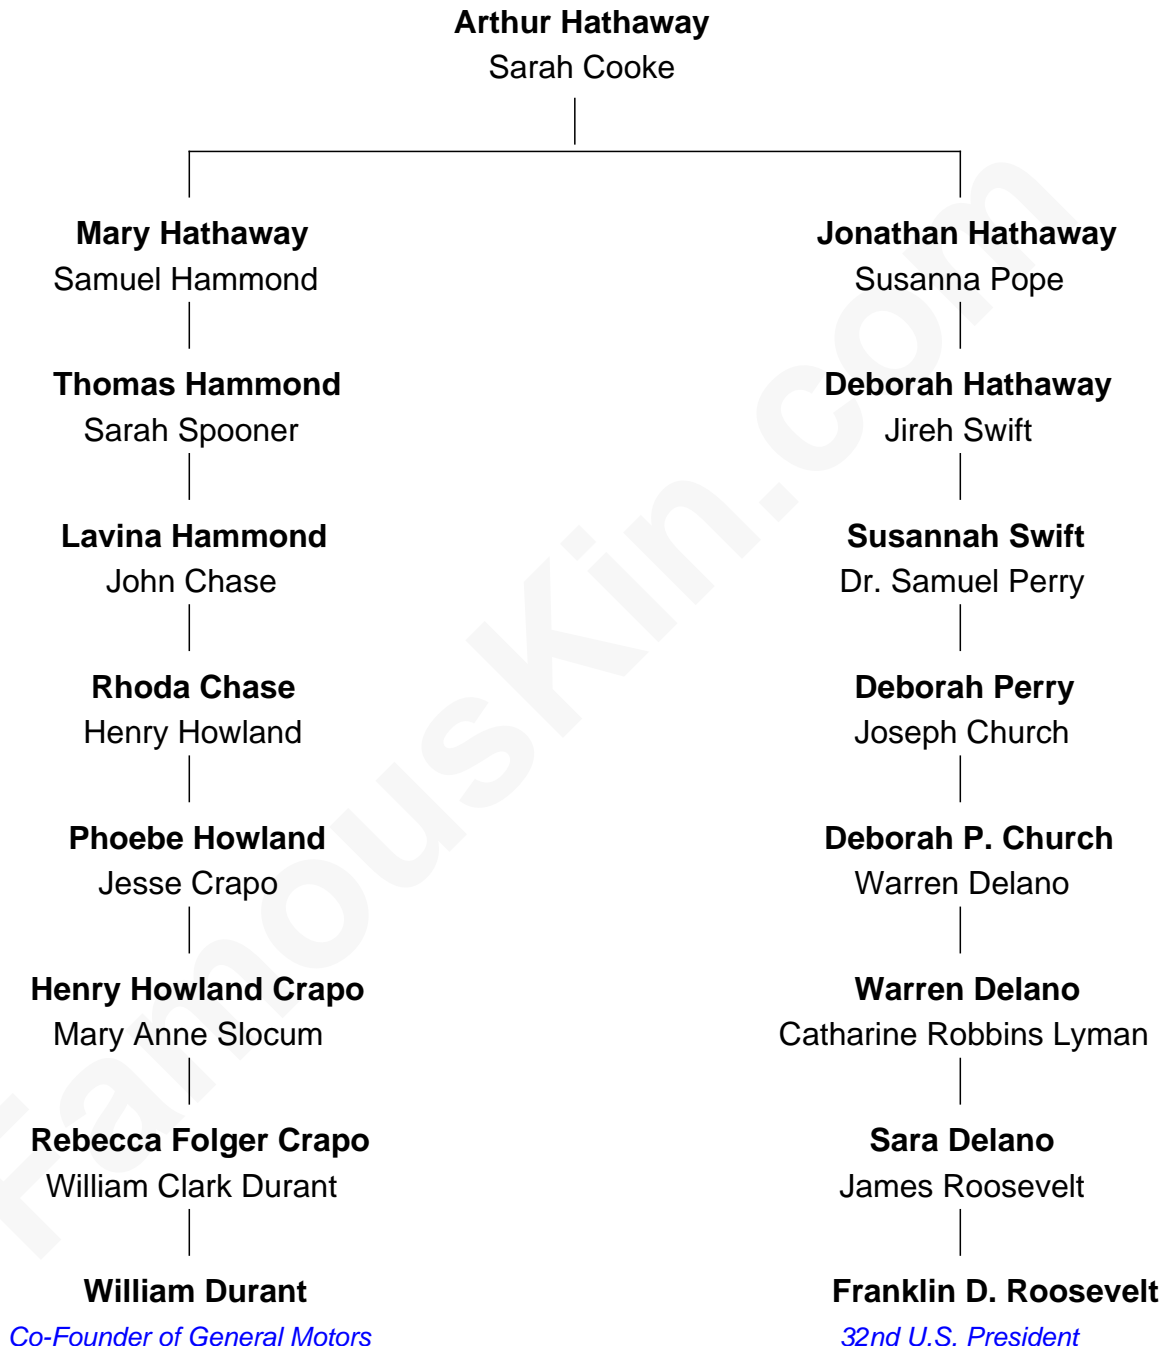 Arthur Hathaway
Sarah Cooke
Mary Hathaway
Samuel Hammond
Jonathan Hathaway
Susanna Pope
Thomas Hammond
Sarah Spooner
Deborah Hathaway
Jireh Swift
Lavina Hammond
John Chase
Susannah Swift
Dr. Samuel Perry
Rhoda Chase
Henry Howland
Deborah Perry
Joseph Church
Phoebe Howland
Jesse Crapo
Deborah P. Church
Warren Delano
Henry Howland Crapo
Mary Anne Slocum
Warren Delano
Catharine Robbins Lyman
Rebecca Folger Crapo
William Clark Durant
Sara Delano
James Roosevelt
William Durant
Co-Founder of General Motors
Franklin D. Roosevelt
32nd U.S. President
FamousKin.com